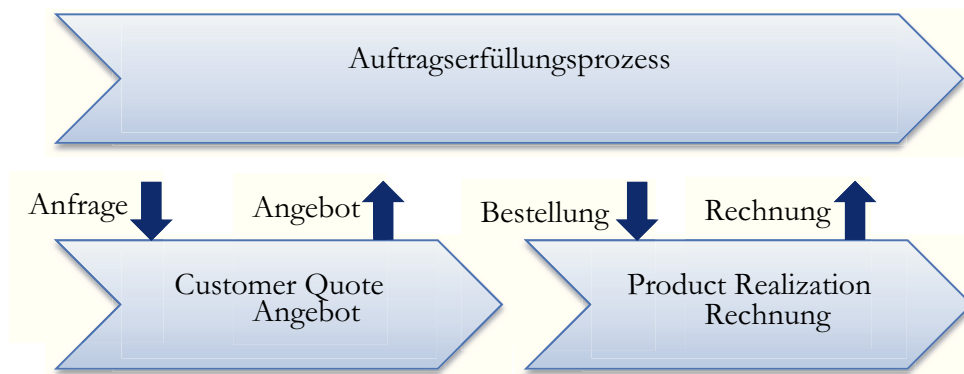 Auftragserfüllungsprozess
Anfrage
Angebot
Bestellung
Rechnung
Customer Quote
Angebot
Product Realization
Rechnung